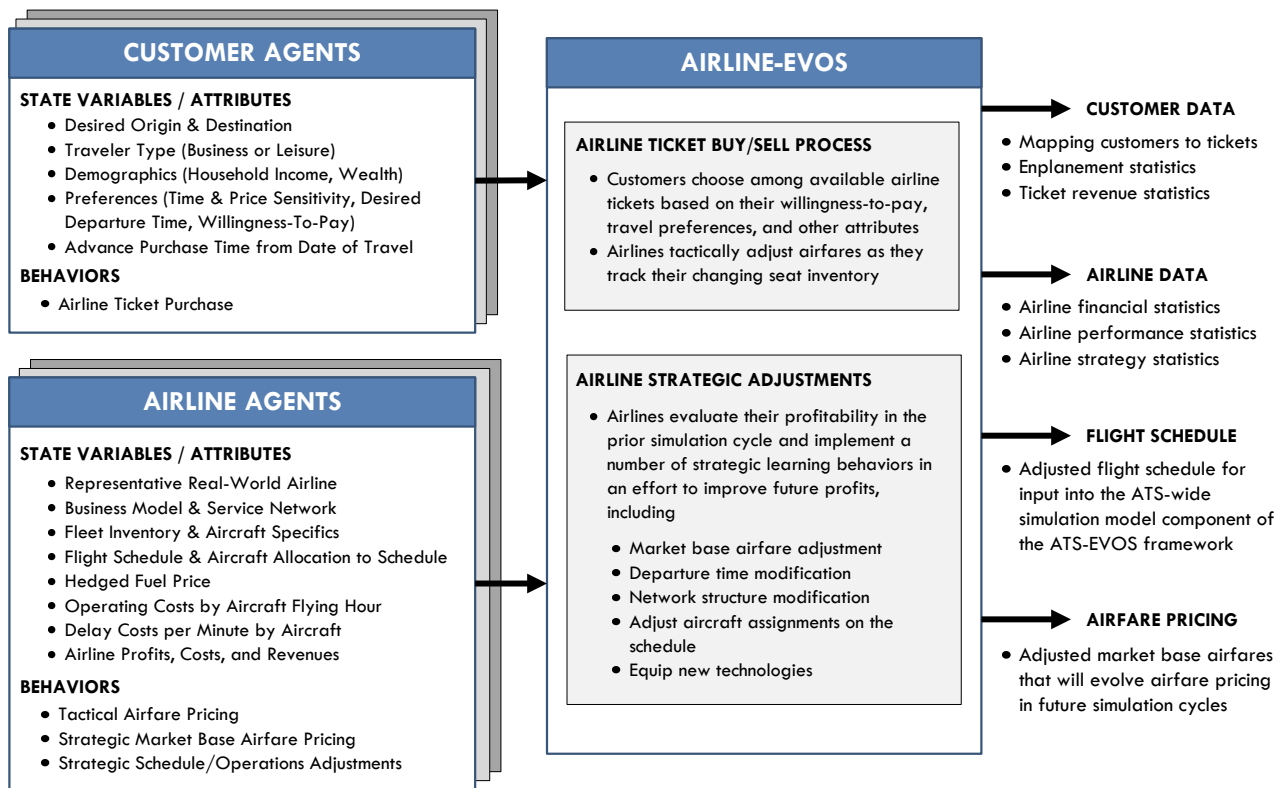 CUSTOMER AGENTS
STATE VARIABLES / ATTRIBUTES
• Desired Origin & Destination
• Traveler Type (Business or Leisure)
• Demographics (Household Income, Wealth)
• Preferences (Time & Price Sensitivity, Desired
Departure Time, Willingness-To-Pay)
• Advance Purchase Time from Date of Travel
BEHAVIORS
• Airline Ticket Purchase
AIRLINE AGENTS
STATE VARIABLES / ATTRIBUTES
• Representative Real-World Airline
• Business Model & Service Network
• Fleet Inventory & Aircraft Specifics
• Flight Schedule & Aircraft Allocation to Schedule
• Hedged Fuel Price
• Operating Costs by Aircraft Flying Hour
• Delay Costs per Minute by Aircraft
• Airline Profits, Costs, and Revenues
BEHAVIORS
• Tactical Airfare Pricing
• Strategic Market Base Airfare Pricing
• Strategic Schedule/Operations Adjustments
AIRLINE-EVOS
AIRLINE TICKET BUY/SELL PROCESS
• Customers choose among available airline
tickets based on their willingness-to-pay,
travel preferences, and other attributes
• Airlines tactically adjust airfares as they
track their changing seat inventory
AIRLINE STRATEGIC ADJUSTMENTS
• Airlines evaluate their profitability in the
prior simulation cycle and implement a
number of strategic learning behaviors in
an effort to improve future profits,
including
• Market base airfare adjustment
• Departure time modification
• Network structure modification
• Adjust aircraft assignments on the
schedule
• Equip new technologies
CUSTOMER DATA
• Mapping customers to tickets
• Enplanement statistics
• Ticket revenue statistics
AIRLINE DATA
• Airline financial statistics
• Airline performance statistics
• Airline strategy statistics
FLIGHT SCHEDULE
• Adjusted flight schedule for
input into the ATS-wide
simulation model component of
the ATS-EVOS framework
AIRFARE PRICING
• Adjusted market base airfares
that will evolve airfare pricing
in future simulation cycles